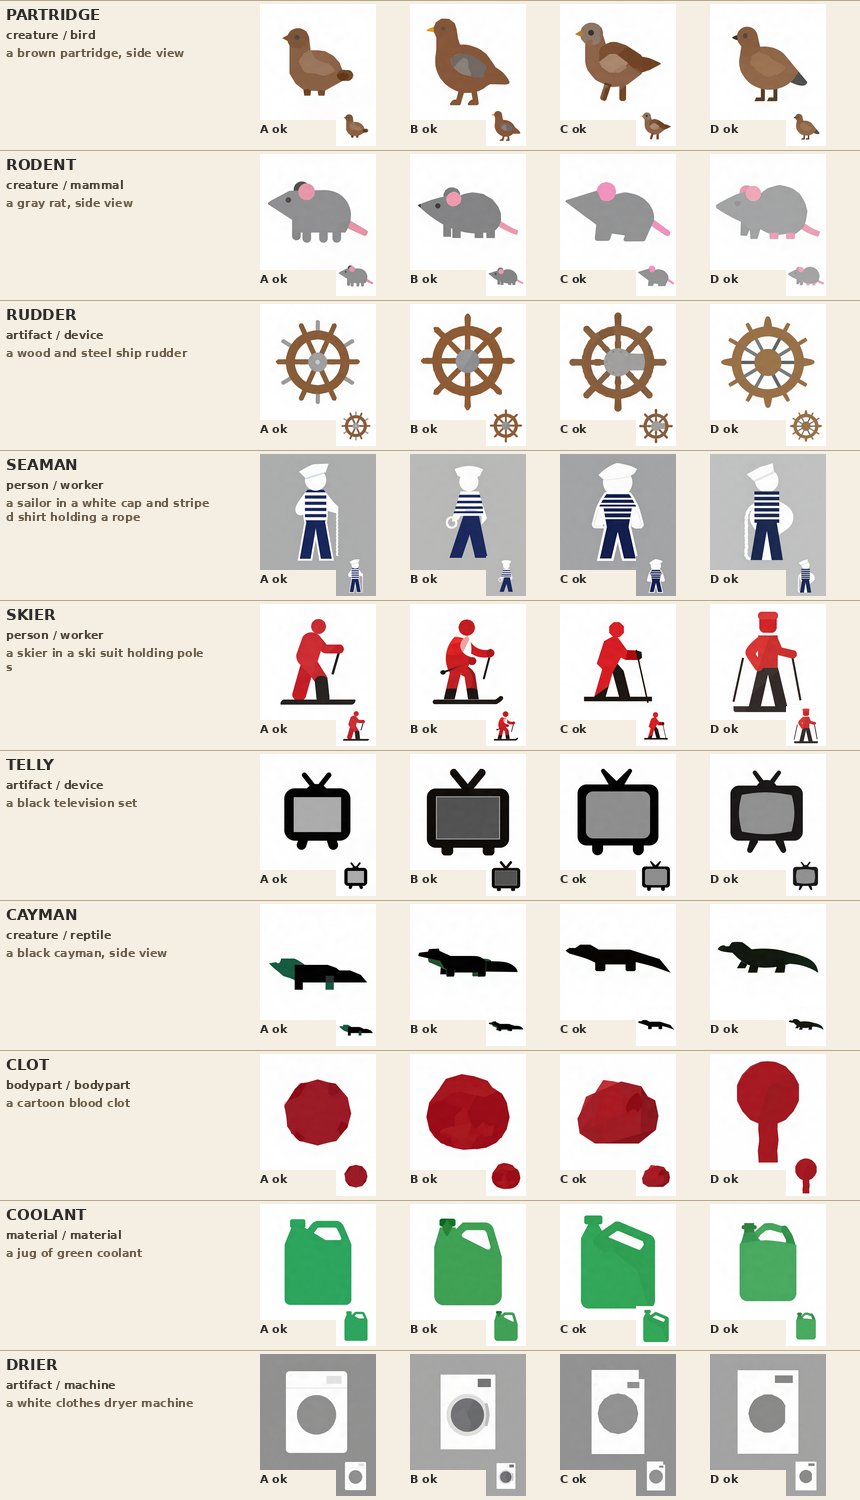 PARTRIDGE
creature / bird
a brown partridge, side view
A ok
B ok
C ok
D ok
RODENT
creature / mammal
a gray rat, side view
A ok
B ok
C ok
D ok
RUDDER
artifact / device
a wood and steel ship rudder
A ok
B ok
C ok
D ok
SEAMAN
person / worker
a sailor in a white cap and stripe
d shirt holding a rope
A ok
B ok
C ok
D ok
SKIER
person / worker
a skier in a ski suit holding pole
s
A ok
B ok
C ok
D ok
TELLY
artifact / device
a black television set
A ok
B ok
C ok
D ok
CAYMAN
creature / reptile
a black cayman, side view
A ok
B ok
C ok
D ok
CLOT
bodypart / bodypart
a cartoon blood clot
A ok
B ok
C ok
D ok
COOLANT
material / material
a jug of green coolant
A ok
B ok
C ok
D ok
DRIER
artifact / machine
a white clothes dryer machine
A ok
B ok
C ok
D ok